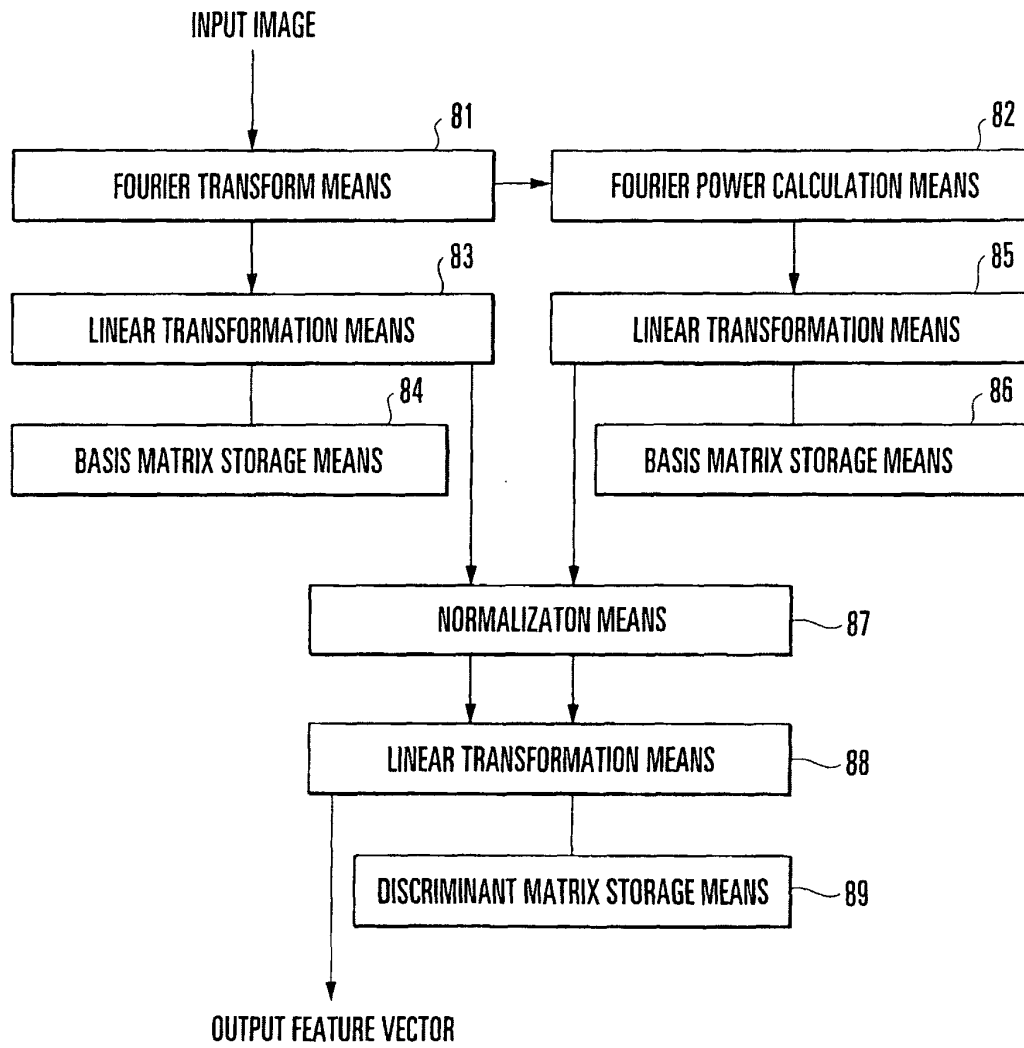 INPUT IMAGE
81
82
FOURIER TRANSFORM MEANS
FOURIER POWER CALCULATION MEANS
83
85
LINEAR TRANSFORMATION MEANS
LINEAR TRANSFORMATION MEANS
84
86
BASIS MATRIX STORAGE MEANS
BASIS MATRIX STORAGE MEANS
NORMALIZATON MEANS
87
LINEAR TRANSFORMATION MEANS
88
DISCRIMINANT MATRIX STORAGE MEANS
89
OUTPUT FEATURE VECTOR